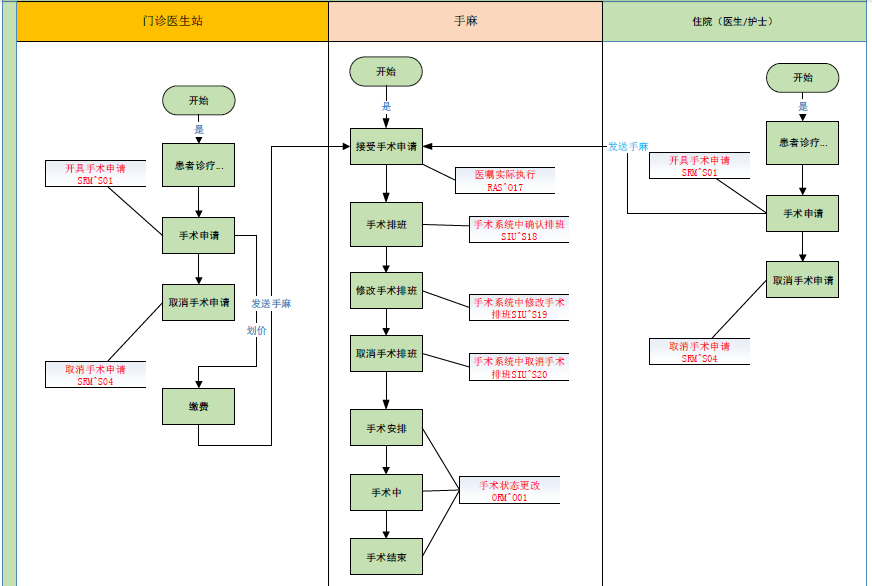 门诊医生站
手麻
住院（医生/护士）
开始
是
患者诊疗...
开具手术申请
SRM^S01
手术申请
取消手术申请
发送手麻
划价
取消手术申请
SRM^S04
缴费
开始
是
接受手术申请
医嘱实际执行
RAS^O17
手术排班
手术系统中确认排班
SIU^S18
修改手术排班
手术系统中修改手术
排班SIU^S19
取消手术排班
手术系统中取消手术
排班SIU^S20
手术安排
手术中
手术状态更改
ORM^O01
手术结束
开始
是
发送手麻
患者诊疗...
开具手术申请
SRM^S01
手术申请
取消手术申请
取消手术申请
SRM^S04